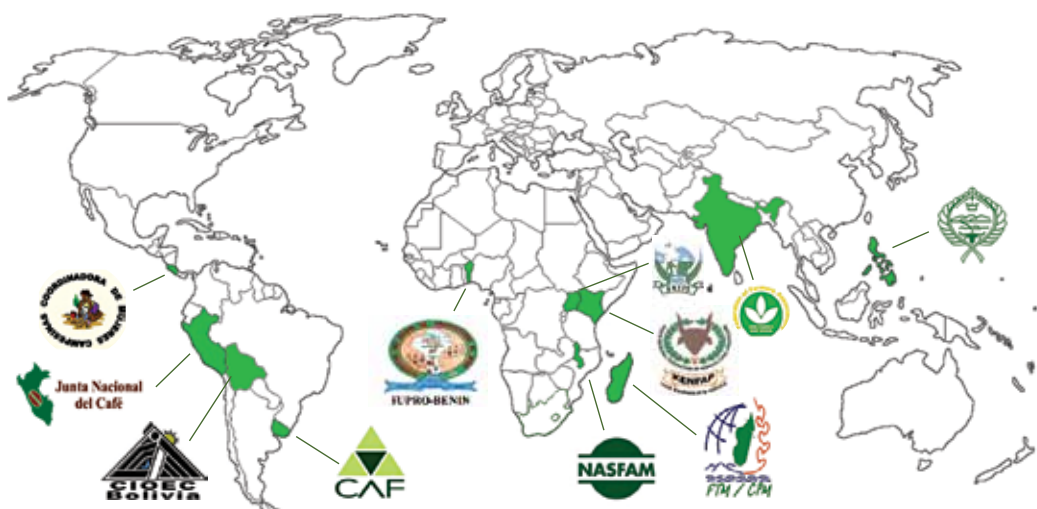 COORDINADORA DE MUJERES CAMPESINAS
Junta Nacional
del Café
CIOEC
Bolivia
CAF
FUPRO-BENIN
NASFAM
KENFAP
FTM / CPM